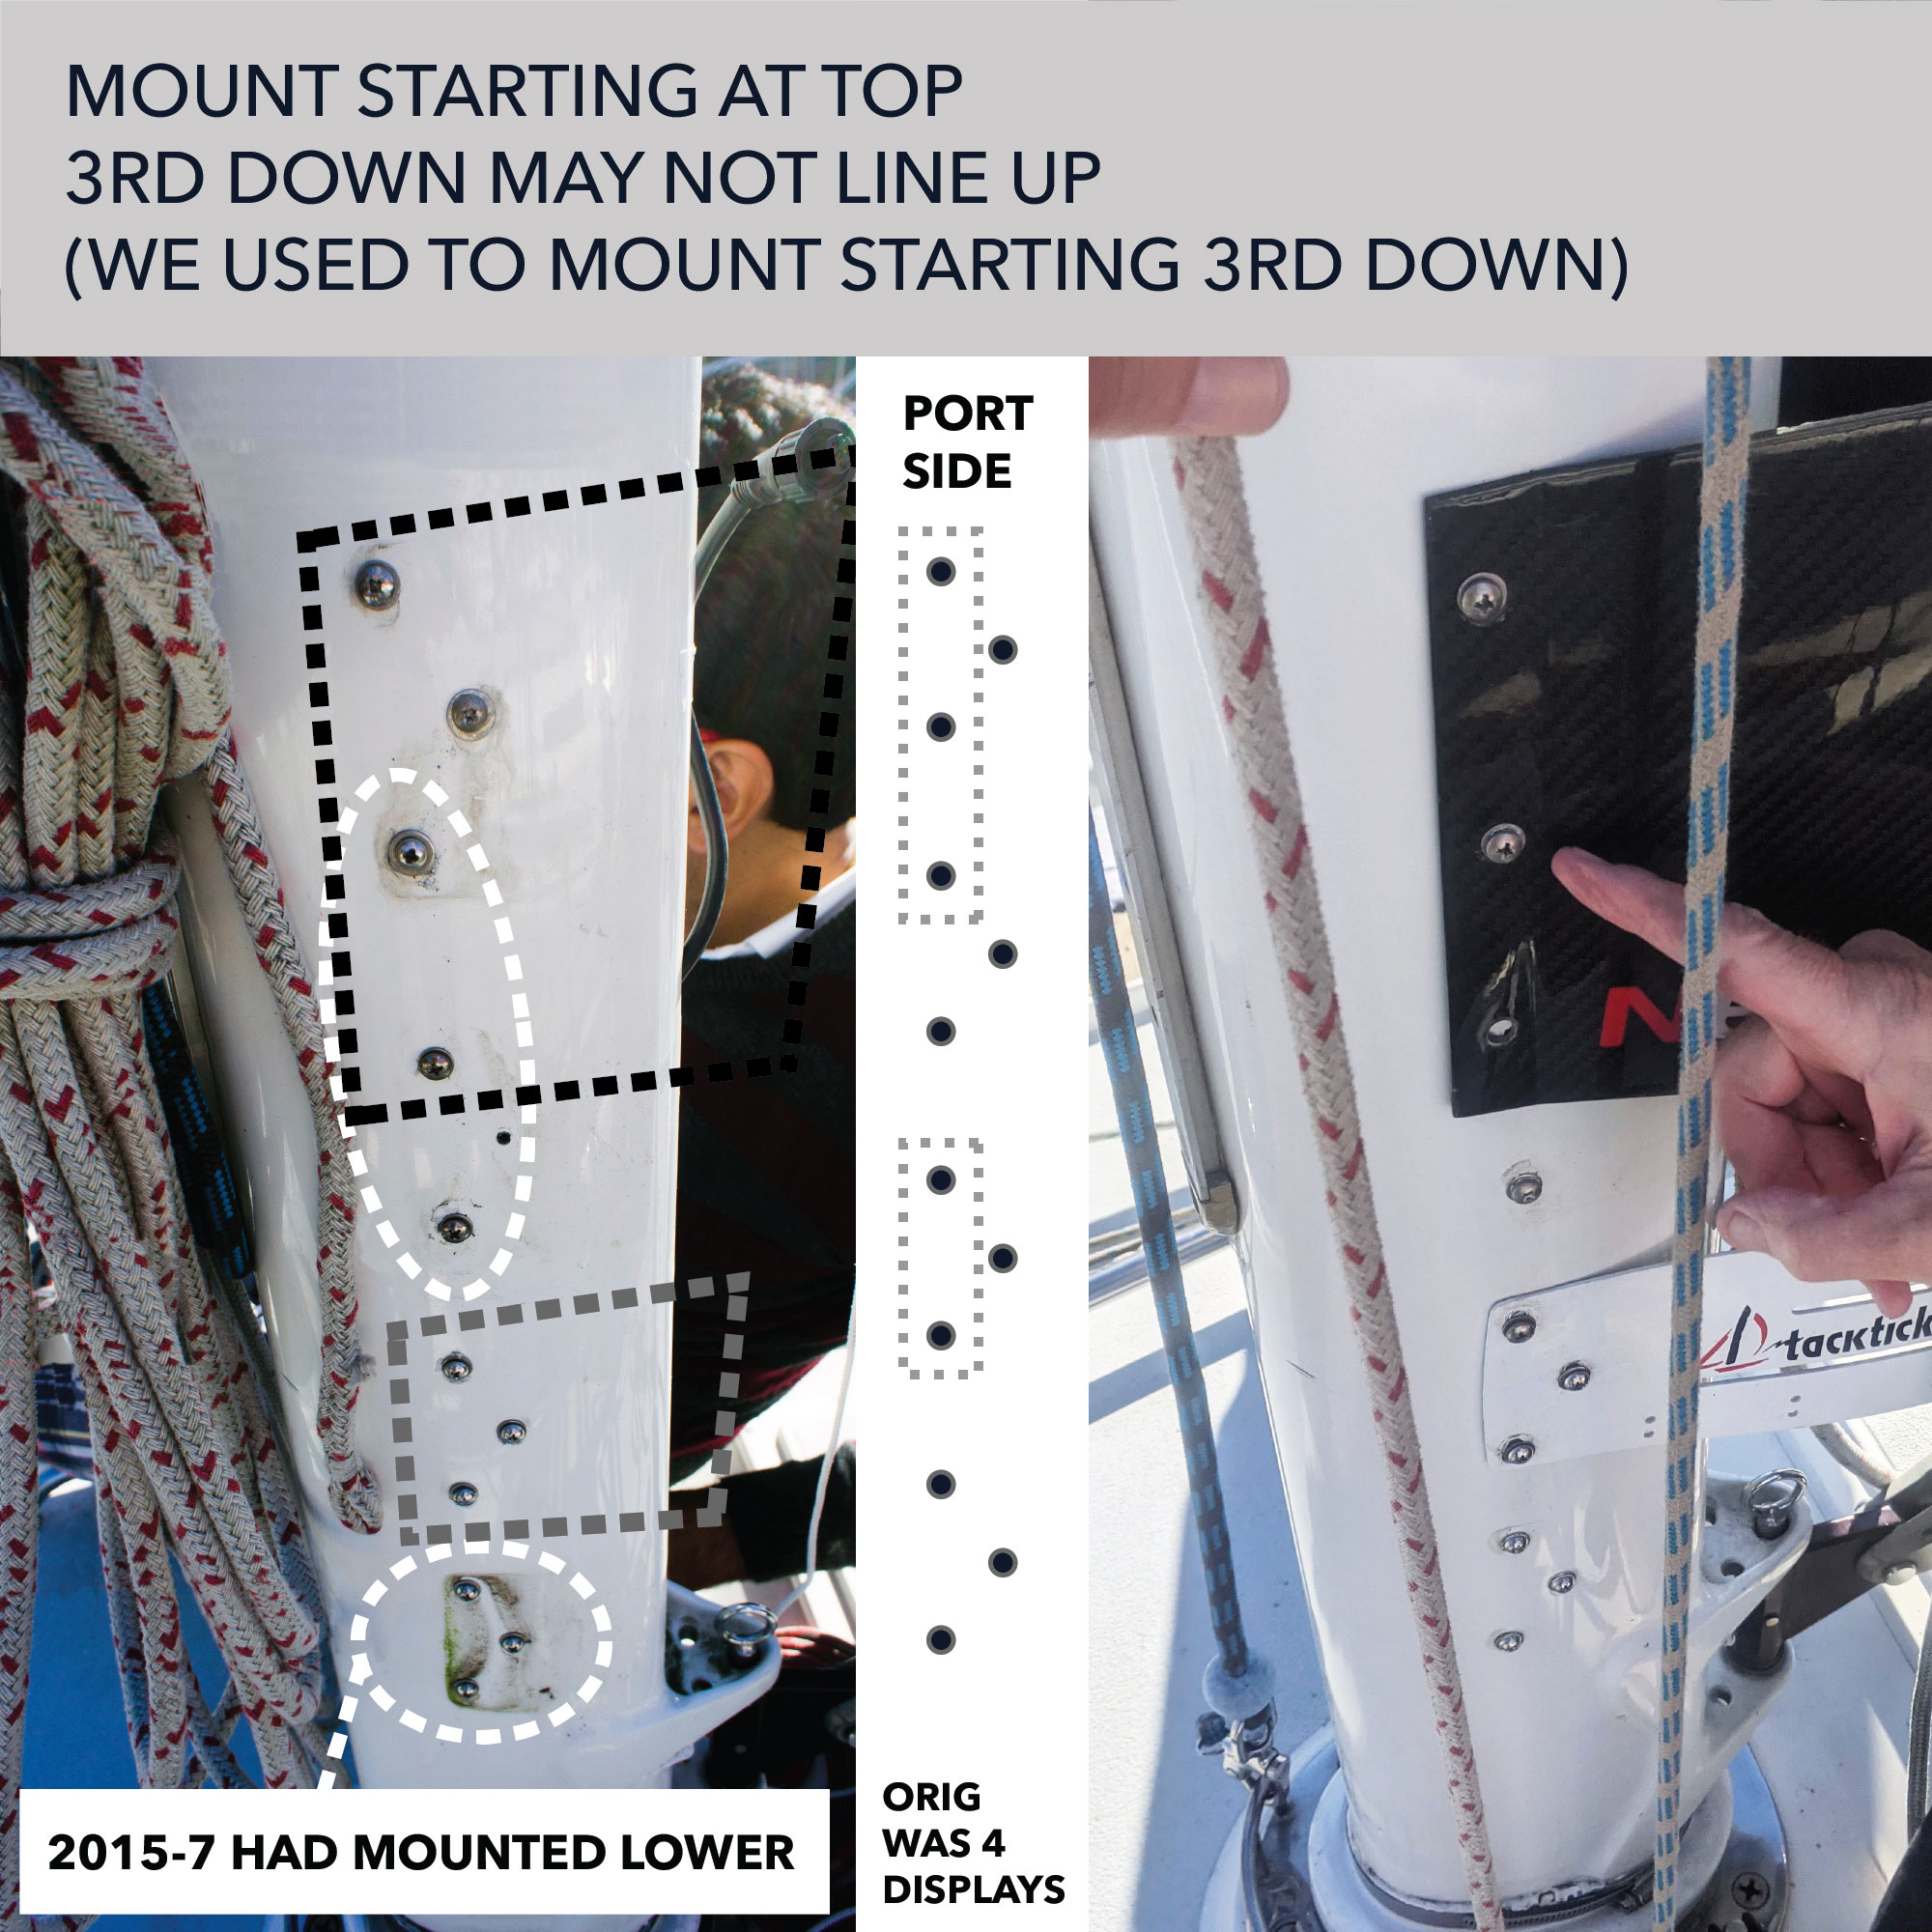 MOUNT STARTING AT TOP
3RD DOWN MAY NOT LINE UP
(WE USED TO MOUNT STARTING 3RD DOWN)
PORT
SIDE
tacktick
2015-7 HAD MOUNTED LOWER
ORIG
WAS 4
DISPLAYS